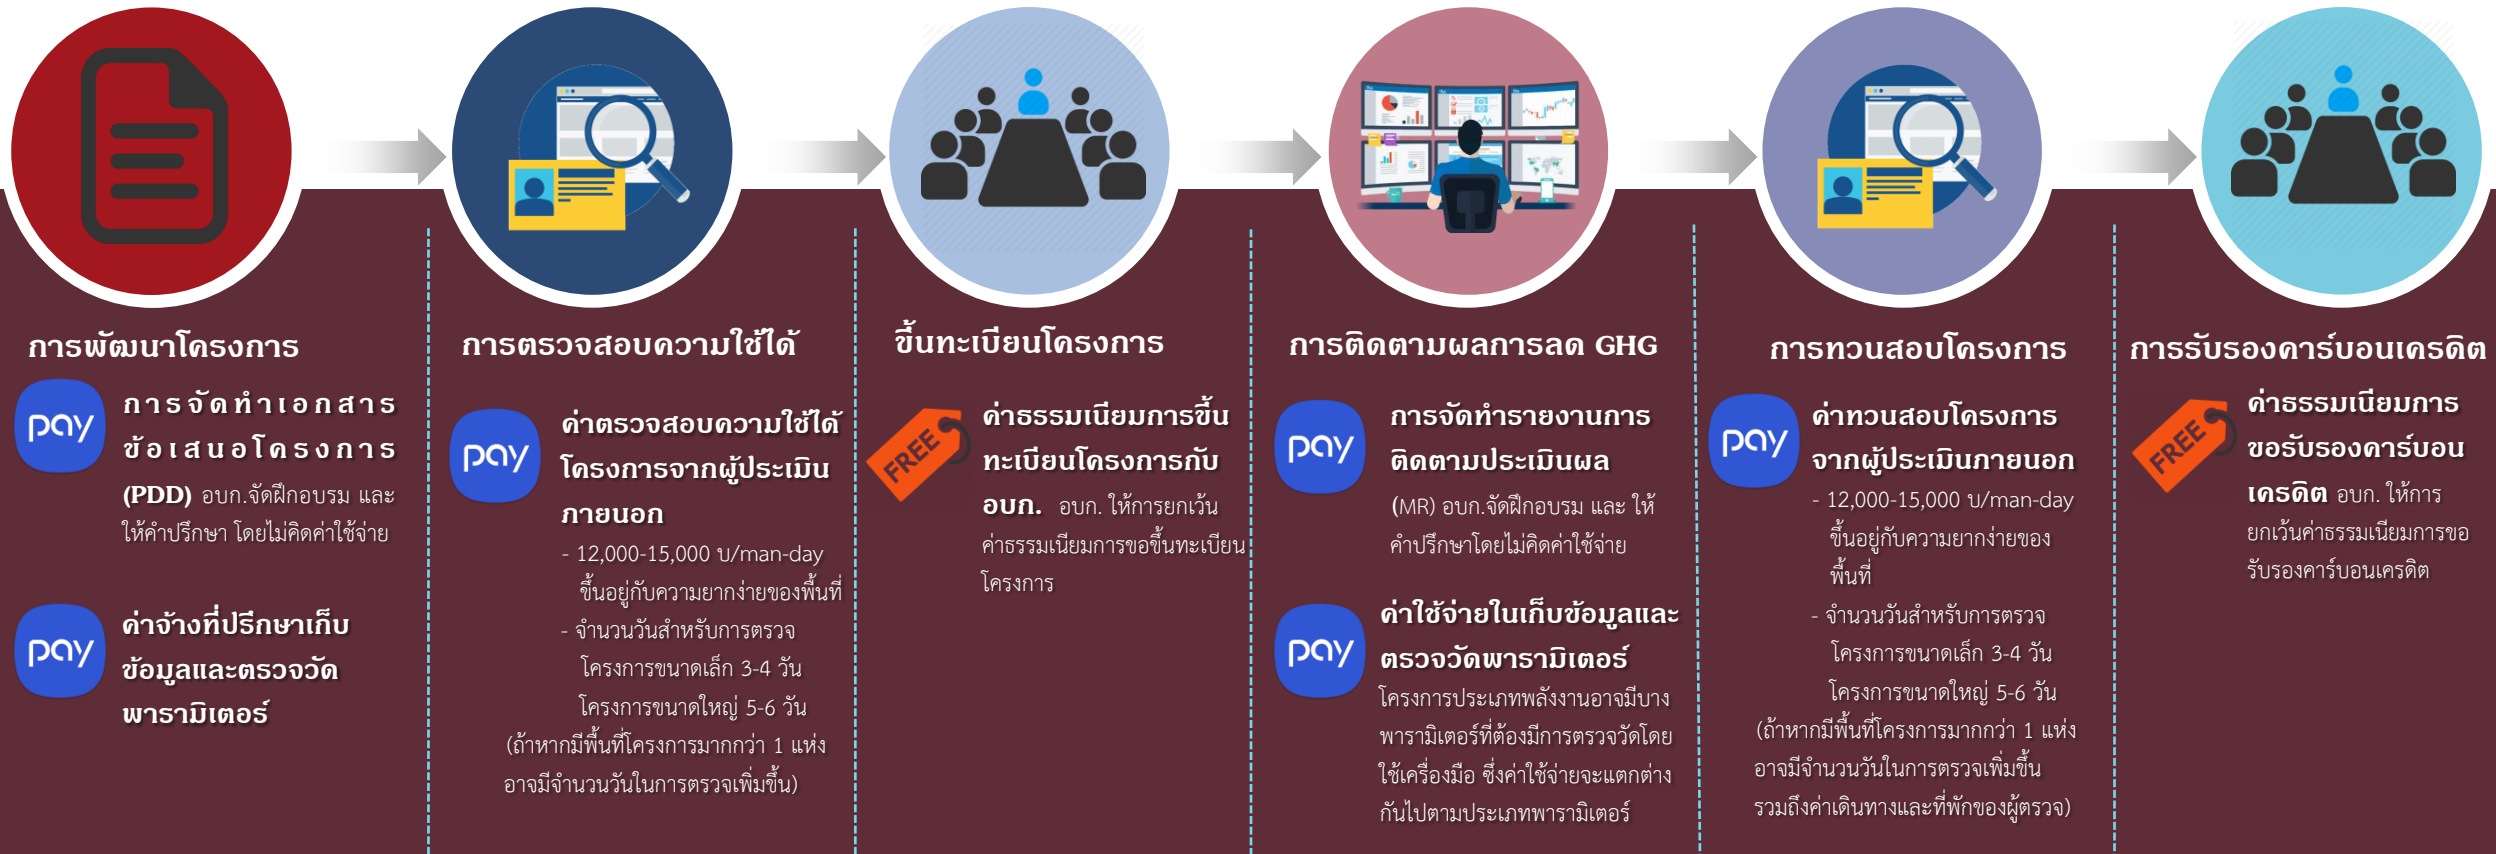 การพัฒนาโครงการ
pay
การจัดทำเอกสาร
ข้อเสนอโครงการ
(PDD) อบก.จัดฝึกอบรม และ
ให้คำปรึกษา โดยไม่คิดค่าใช้จ่าย
pay
ค่าจ้างที่ปรึกษาเก็บ
ข้อมูลและตรวจวัด
พารามิเตอร์
การตรวจสอบความใช้ได้
pay
ค่าตรวจสอบความใช้ได้
โครงการจากผู้ประเมิน
ภายนอก
- 12,000-15,000 บ/man-day
ขึ้นอยู่กับความยากง่ายของพื้นที่
- จำนวนวันสำหรับการตรวจ
โครงการขนาดเล็ก 3-4 วัน
โครงการขนาดใหญ่ 5-6 วัน
(ถ้าหากมีพื้นที่โครงการมากกว่า 1 แห่ง
อาจมีจำนวนวันในการตรวจเพิ่มขึ้น)
ขึ้นทะเบียนโครงการ
FREE
ค่าธรรมเนียมการขึ้น
ทะเบียนโครงการกับ
อบก. อบก. ให้การยกเว้น
ค่าธรรมเนียมการขอขึ้นทะเบียน
โครงการ
การติดตามผลการลด GHG
pay
การจัดทำรายงานการ
ติดตามประเมินผล
(MR) อบก.จัดฝึกอบรม และ ให้
คำปรึกษาโดยไม่คิดค่าใช้จ่าย
pay
ค่าใช้จ่ายในเก็บข้อมูลและ
ตรวจวัดพารามิเตอร์
โครงการประเภทพลังงานอาจมีบาง
พารามิเตอร์ที่ต้องมีการตรวจวัดโดย
ใช้เครื่องมือ ซึ่งค่าใช้จ่ายจะแตกต่าง
กันไปตามประเภทพารามิเตอร์
การทวนสอบโครงการ
pay
ค่าทวนสอบโครงการ
จากผู้ประเมินภายนอก
- 12,000-15,000 บ/man-day
ขึ้นอยู่กับความยากง่ายของ
พื้นที่
- จำนวนวันสำหรับการตรวจ
โครงการขนาดเล็ก 3-4 วัน
โครงการขนาดใหญ่ 5-6 วัน
(ถ้าหากมีพื้นที่โครงการมากกว่า 1 แห่ง
อาจมีจำนวนวันในการตรวจเพิ่มขึ้น
รวมถึงค่าเดินทางและที่พักของผู้ตรวจ)
การรับรองคาร์บอนเครดิต
FREE
ค่าธรรมเนียมการ
ขอรับรองคาร์บอน
เครดิต อบก. ให้การ
ยกเว้นค่าธรรมเนียมการขอ
รับรองคาร์บอนเครดิต